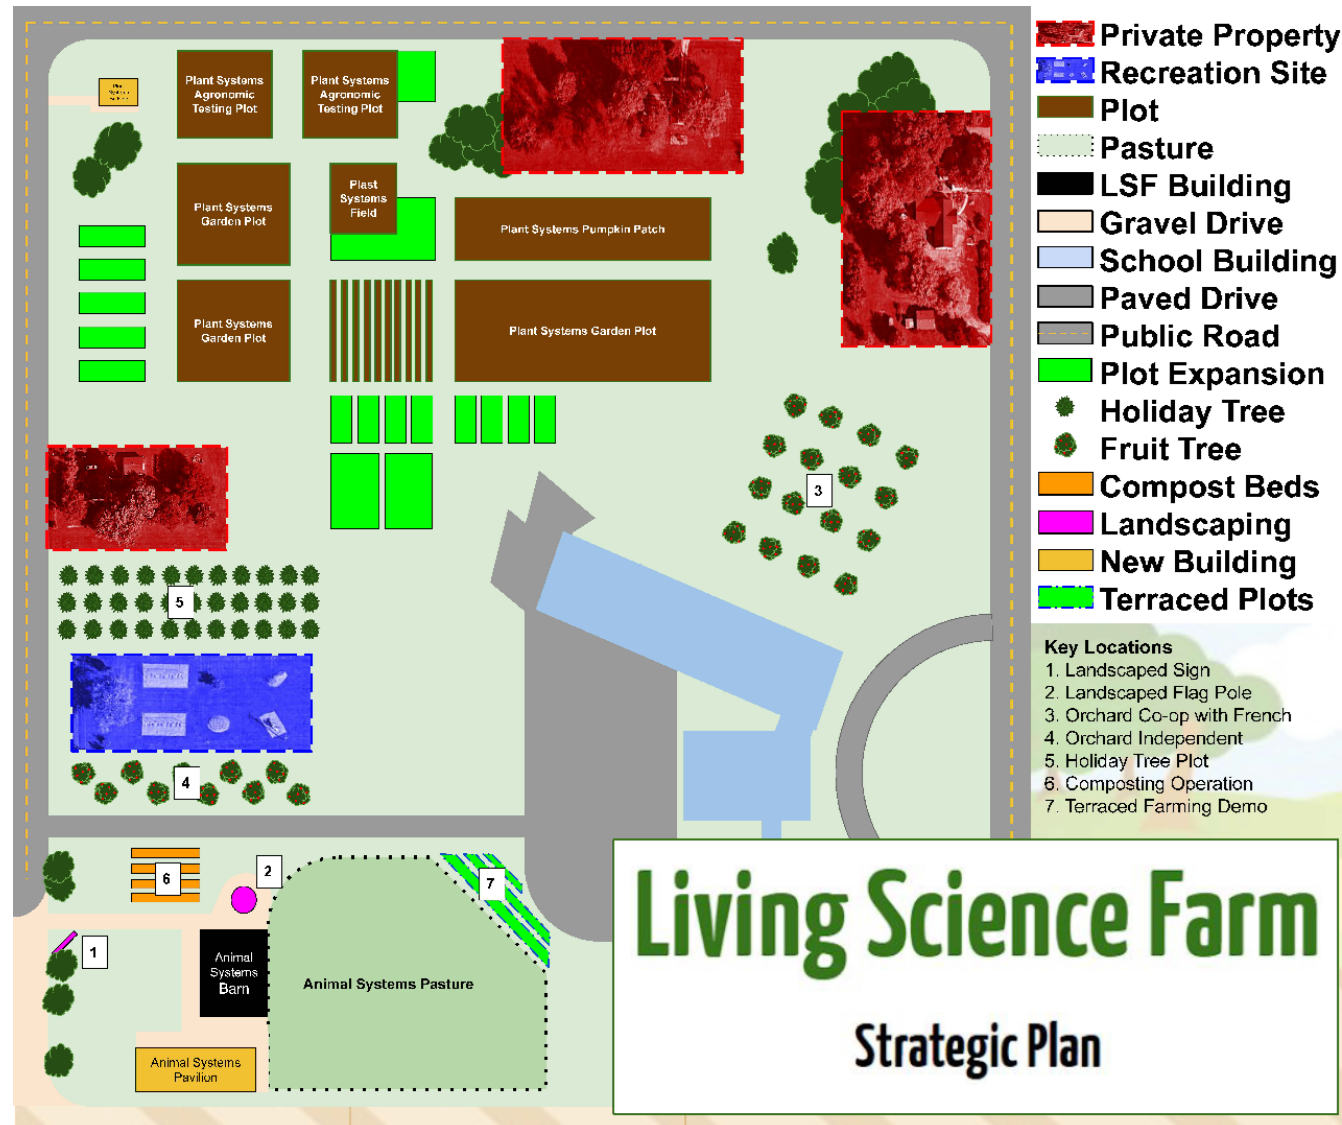 Plant Systems
Agronomic
Testing Plot
Plant Systems
Agronomic
Testing Plot
Plant Systems
Garden Plot
Plast
Systems
Field
Plant Systems Pumpkin Patch
Plant Systems
Garden Plot
Plant Systems Garden Plot
3
5
4
6
2
7
1
Animal
Systems
Barn
Animal Systems Pasture
Animal Systems
Pavilion
Private Property
Recreation Site
Plot
Pasture
LSF Building
Gravel Drive
School Building
Paved Drive
Public Road
Plot Expansion
Holiday Tree
Fruit Tree
Compost Beds
Landscaping
New Building
Terraced Plots
Key Locations
1. Landscaped Sign
2. Landscaped Flag Pole
3. Orchard Co-op with French
4. Orchard Independent
5. Holiday Tree Plot
6. Composting Operation
7. Terraced Farming Demo
Living Science Farm
Strategic Plan